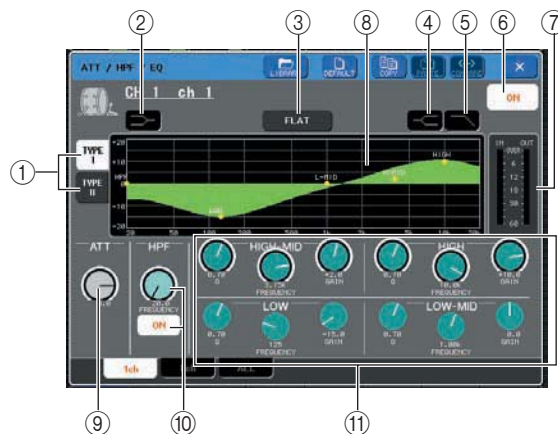 ② ③ ⑧ ④ ⑤ ⑥ ⑦
ATT / HPF / EQ LIBRARY DEFAULT COPY PASTE COMPARE ×
CH 1 ch 1
FLAT
ON
①
TYPE I
TYPE II
+20
+10
0
-10
-20
HPF
LOW
L-MID
HIGH
20 50 100 200 500 1k 5k 10k 20k
IN OUT
OVER
6
12
18
30
60
ATT
HPF
20.0
FREQUENCY
ON
HIGH-MID
0.70
Q
FREQUENCY
+2.0
GAIN
HIGH
0.70
Q
10.0k
FREQUENCY
+10.0
GAIN
LOW
0.70
Q
125
FREQUENCY
-15.0
GAIN
LOW-MID
0.70
Q
1.00k
FREQUENCY
0.0
GAIN
1ch ALL
⑨ ⑩ ⑪